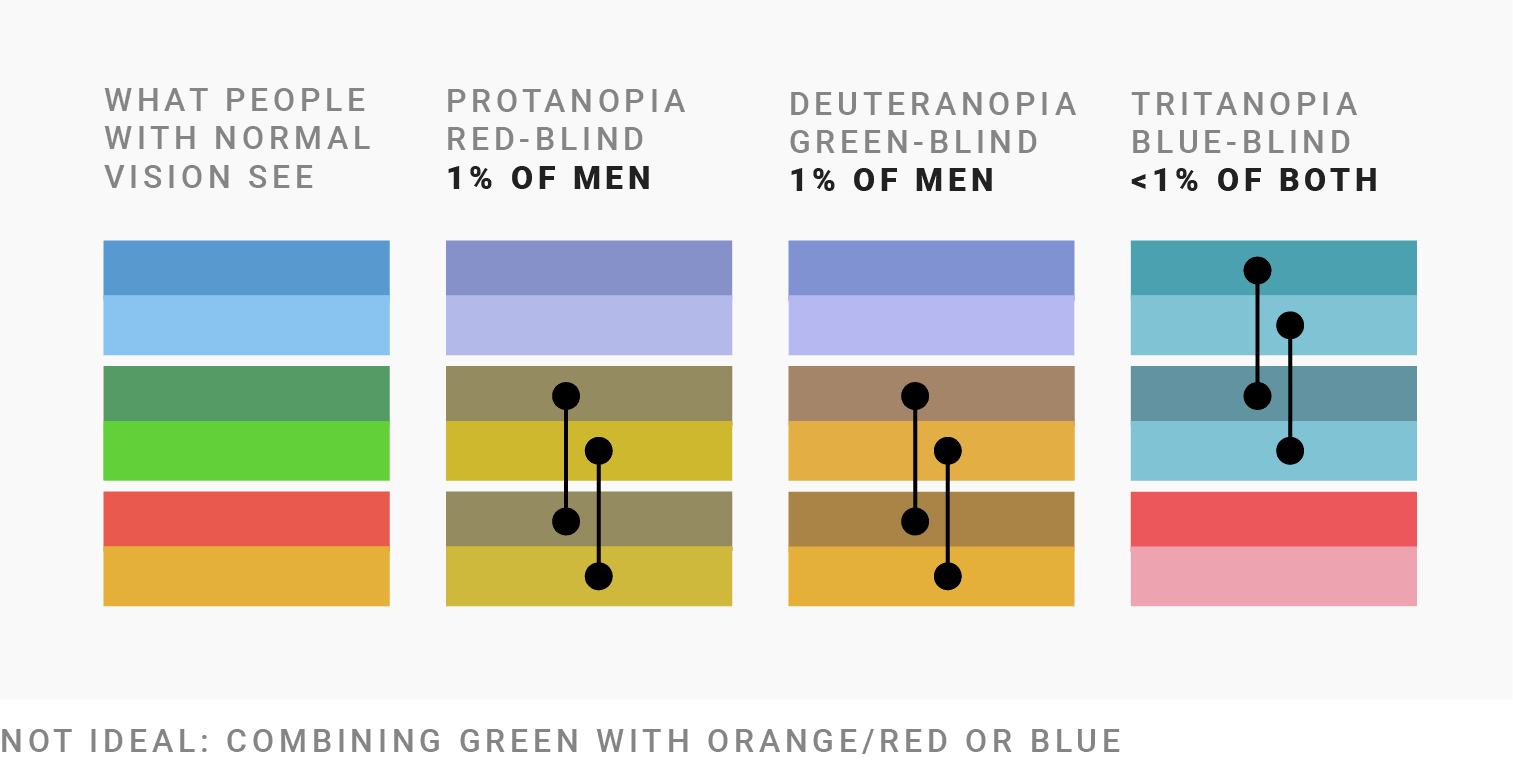 WHAT PEOPLE
WITH NORMAL
VISION SEE
PROTANOPIA
RED-BLIND
1% OF MEN
DEUTERANOPIA
GREEN-BLIND
1% OF MEN
TRITANOPIA
BLUE-BLIND
<1% OF BOTH
NOT IDEAL: COMBINING GREEN WITH ORANGE/RED OR BLUE